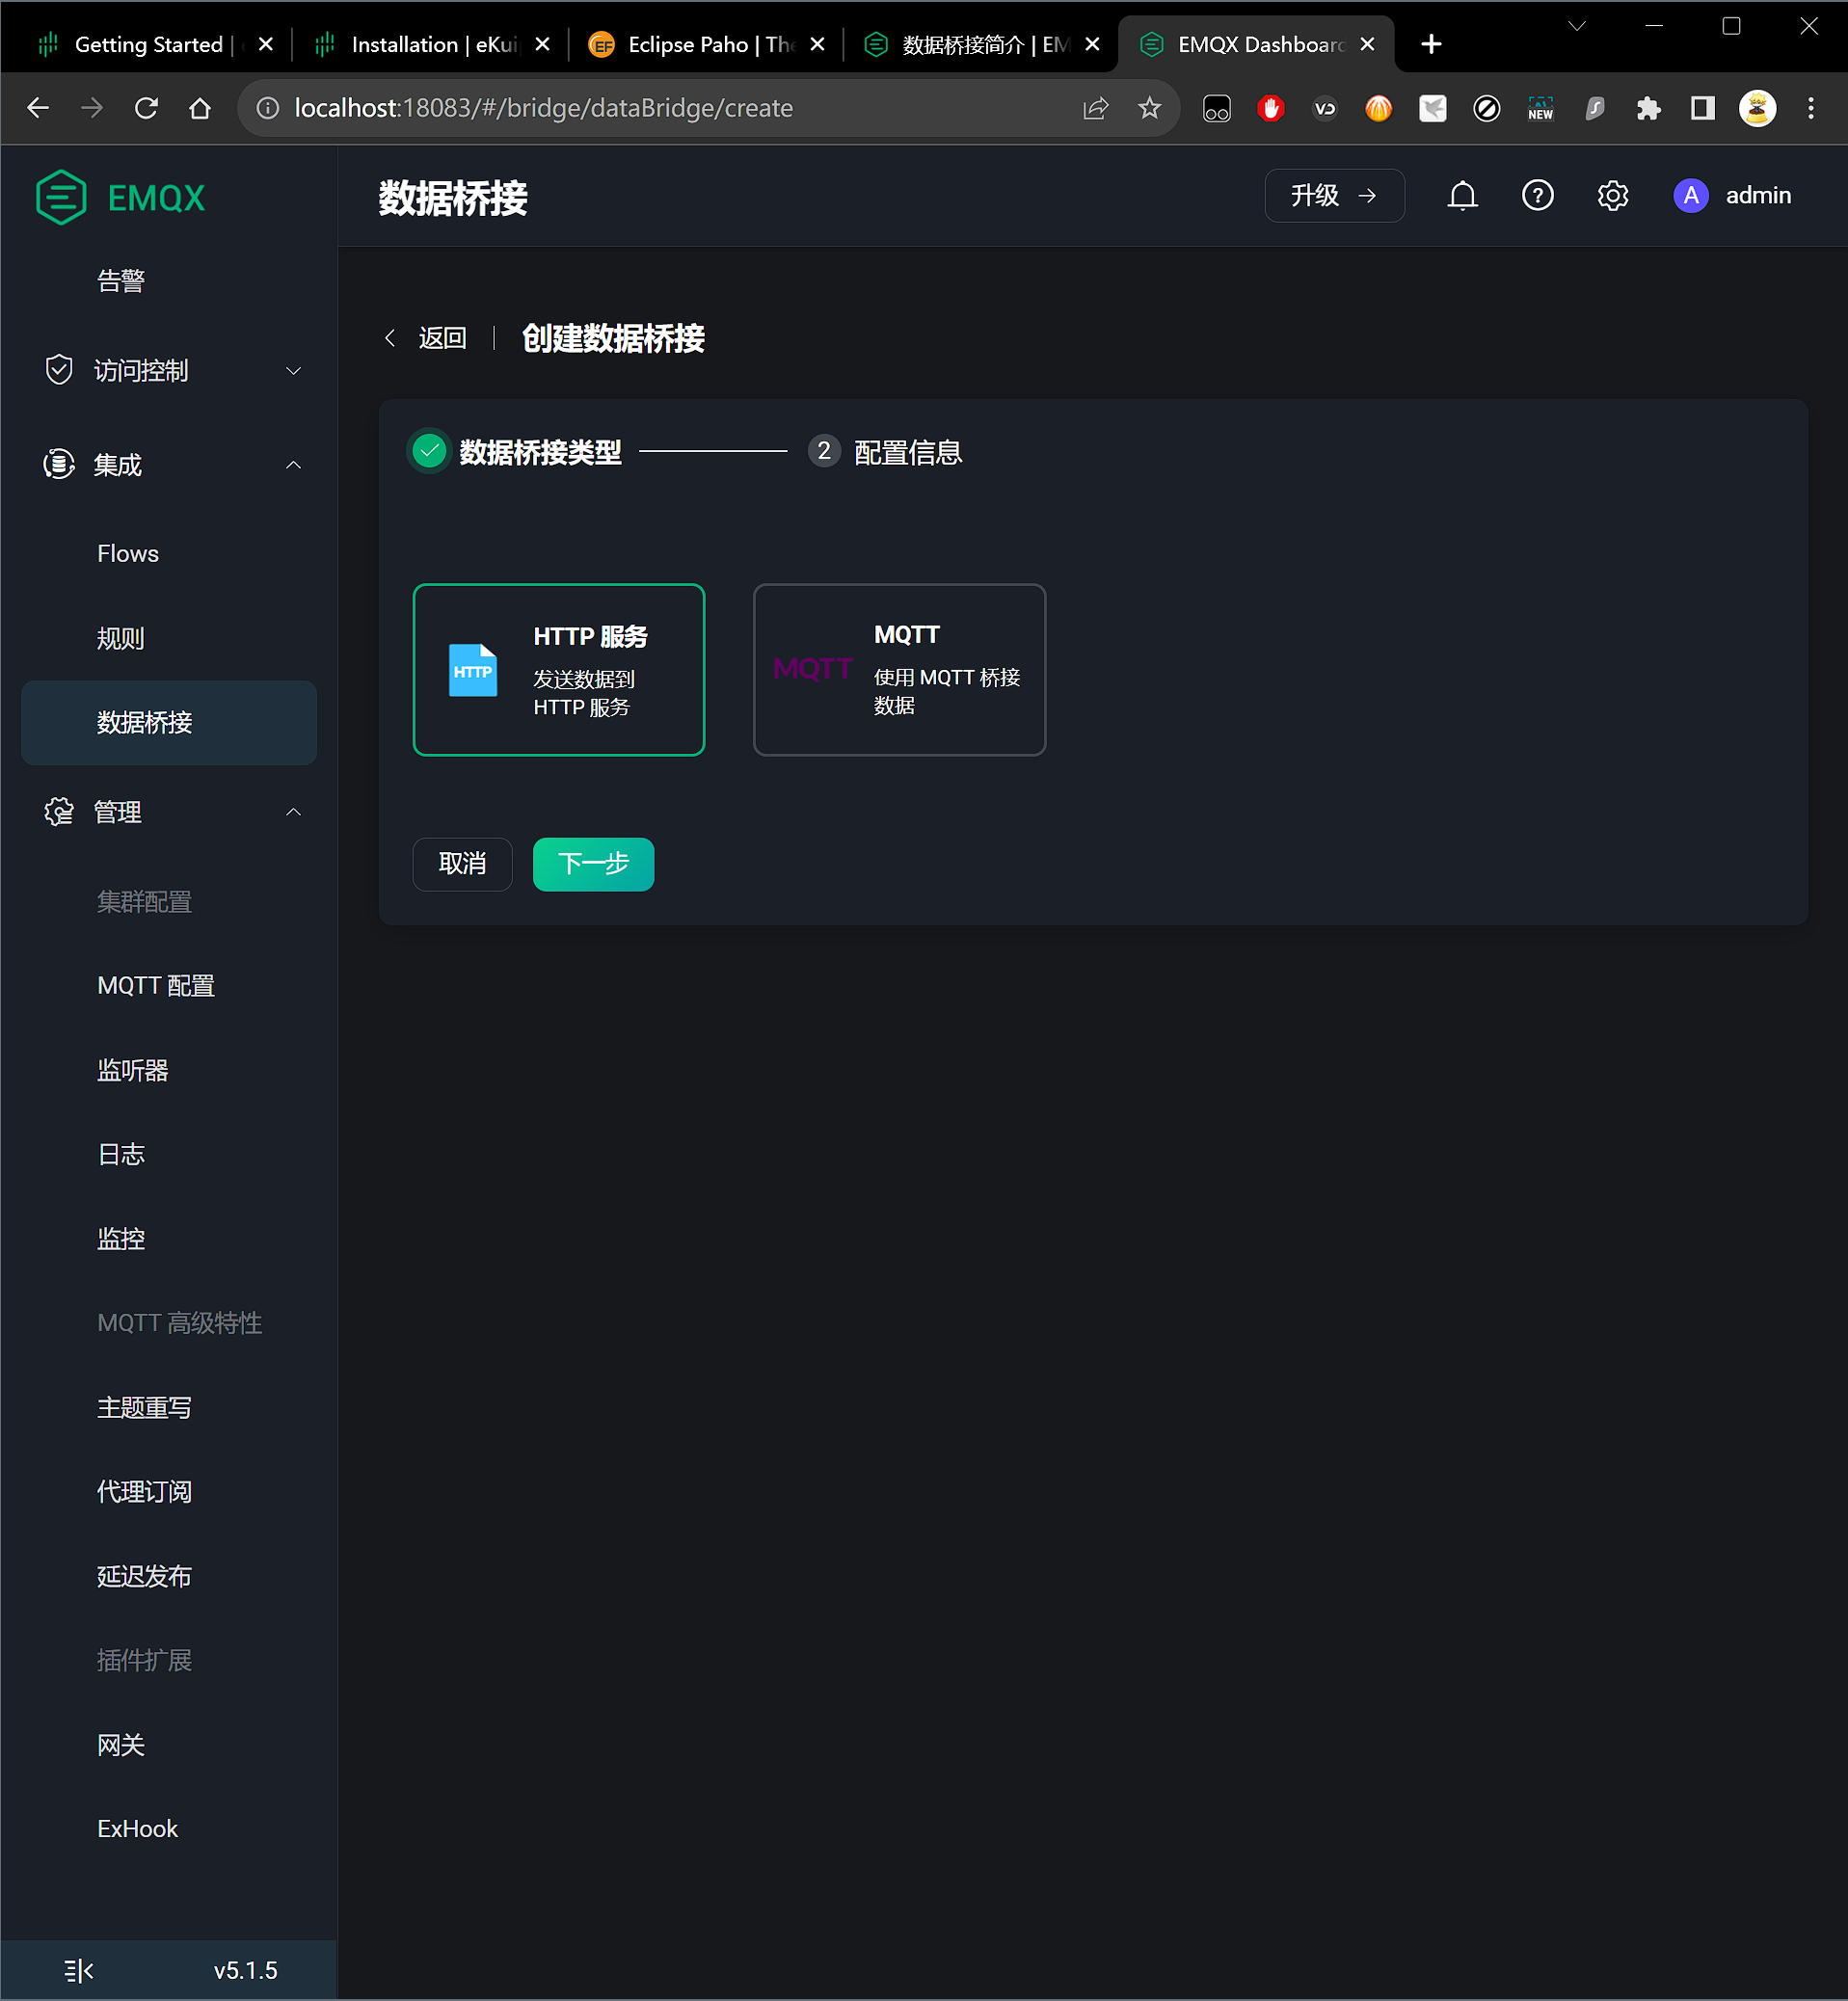 Getting Started |
Installation | eKui
Eclipse Paho | The
数据桥接简介 | EM
EMQX Dashboard
localhost:18083/#/bridge/dataBridge/create
NEW
EMQX
数据桥接
升级
A
admin
告警
访问控制
集成
Flows
规则
数据桥接
管理
集群配置
MQTT 配置
监听器
日志
监控
MQTT 高级特性
主题重写
代理订阅
延迟发布
插件扩展
网关
ExHook
v5.1.5
返回
创建数据桥接
数据桥接类型
2 配置信息
HTTP
HTTP 服务
发送数据到
HTTP 服务
MQTT
MQTT
使用 MQTT 桥接
数据
取消
下一步